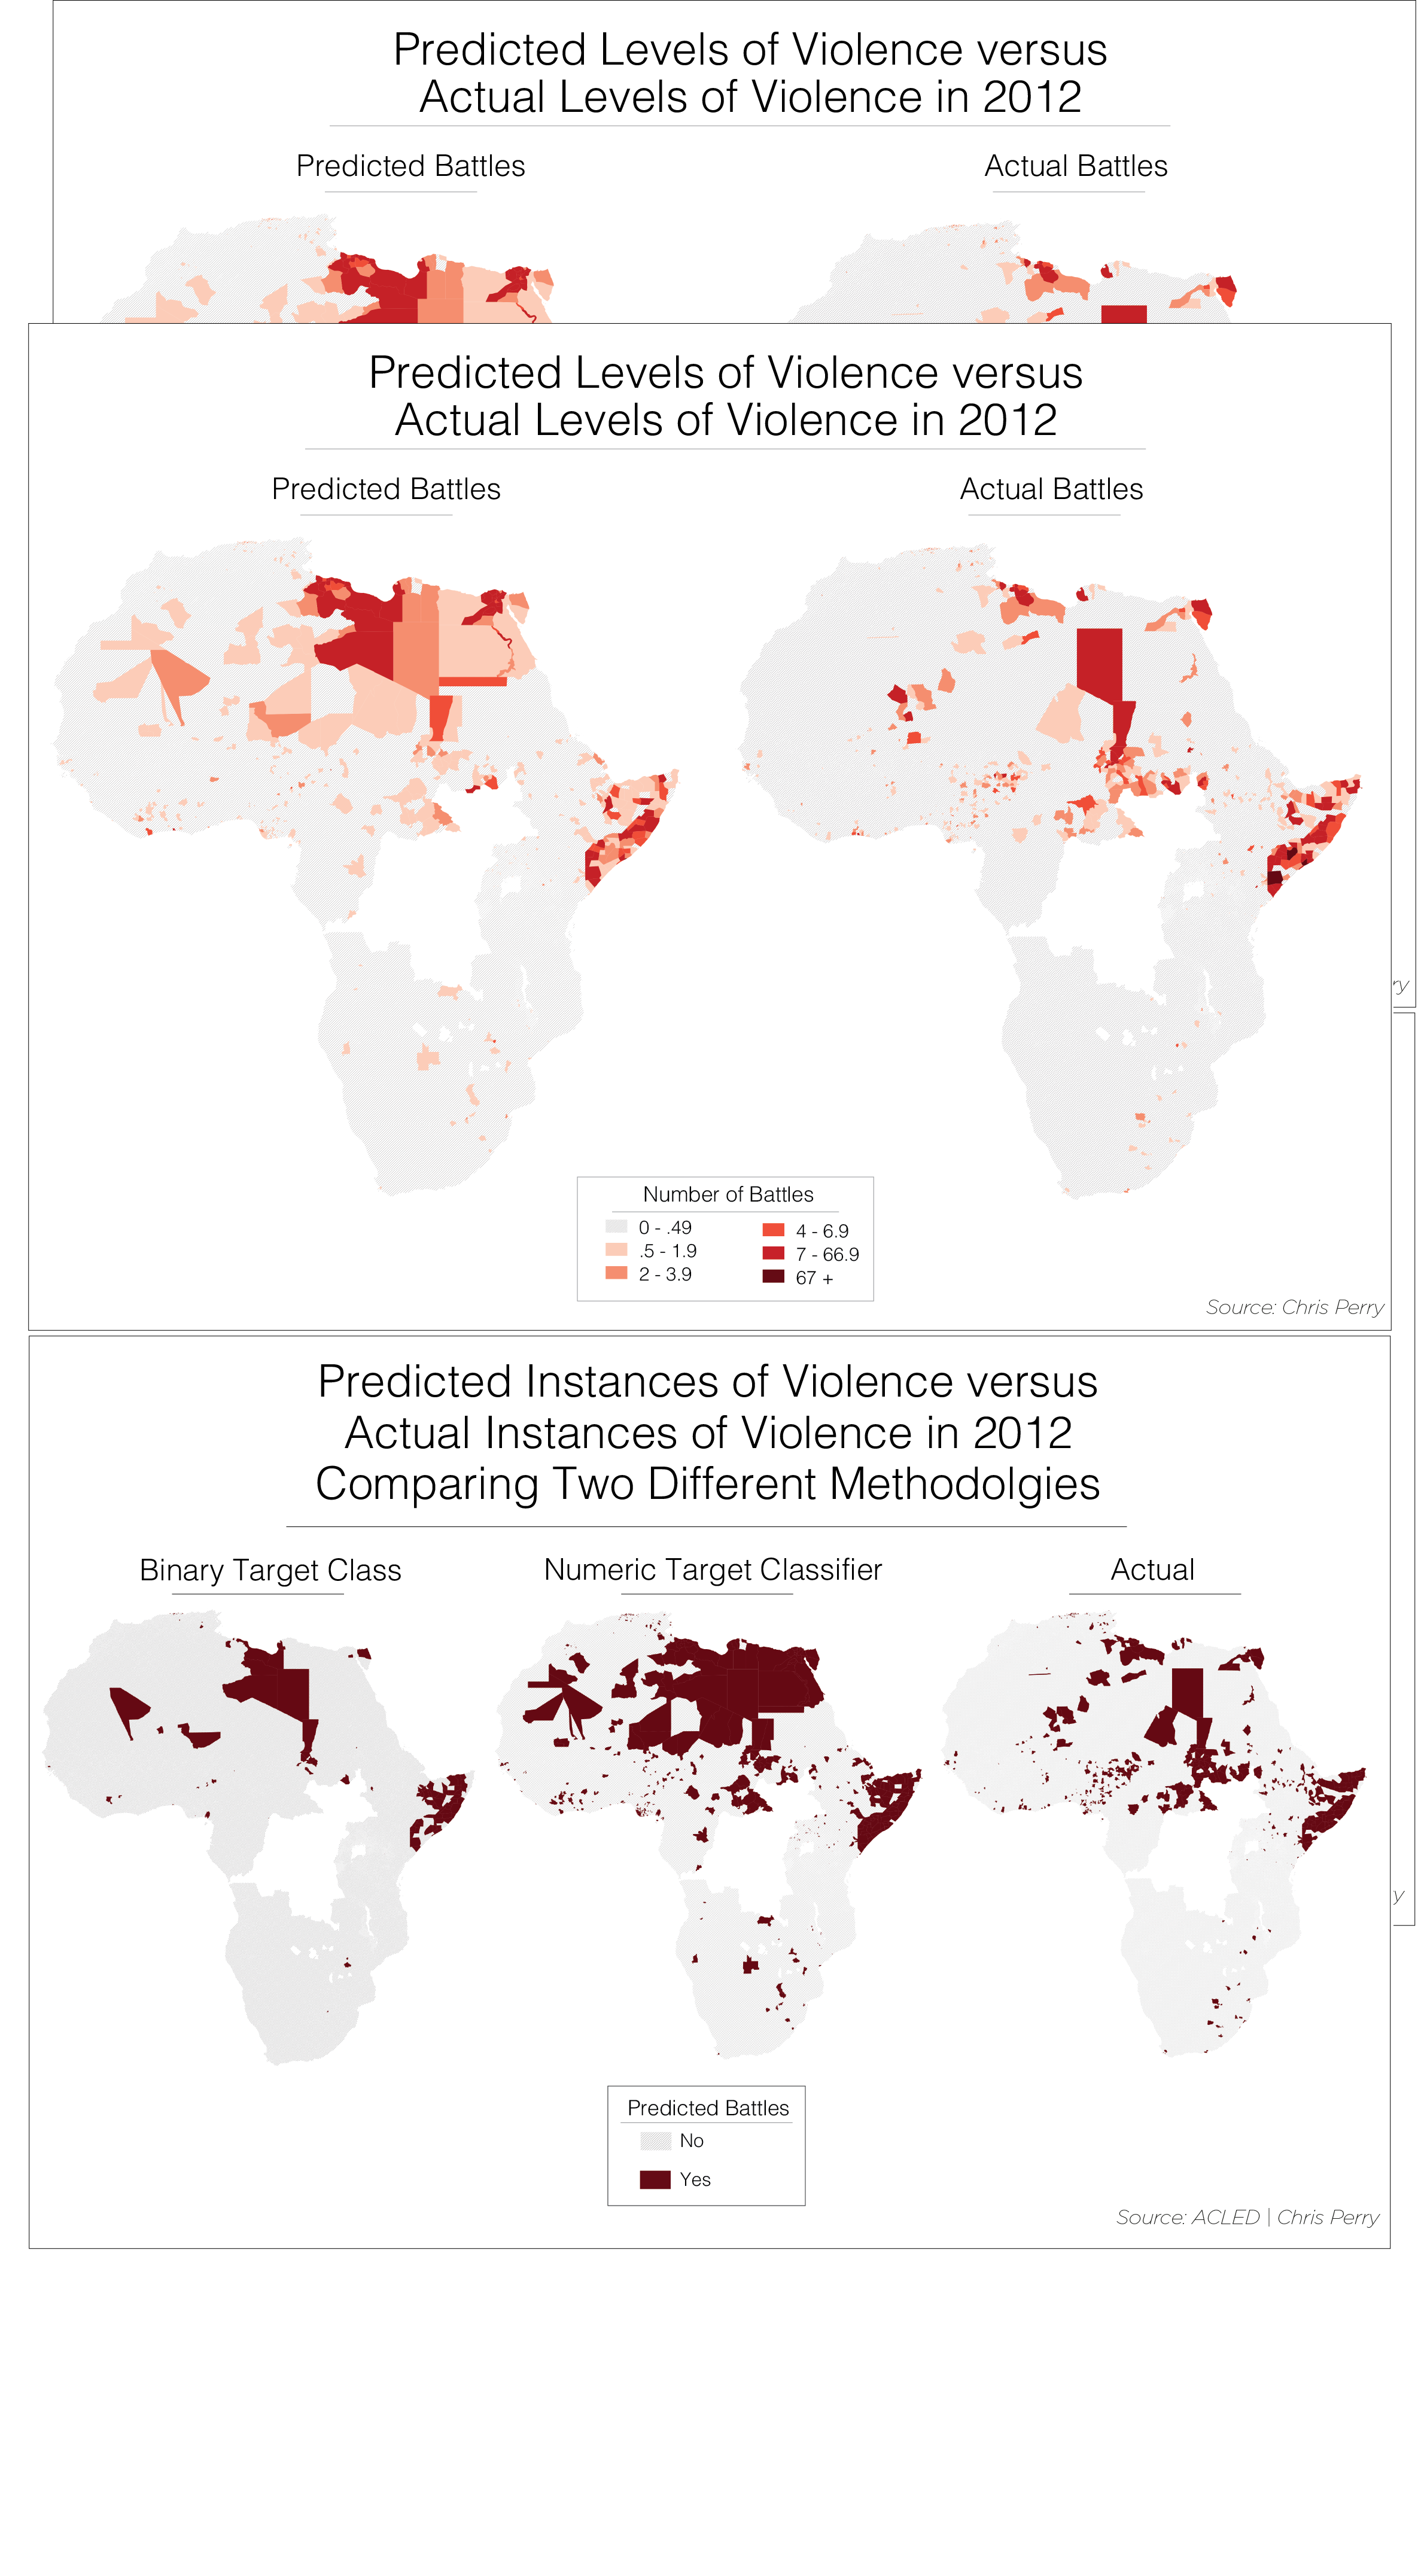 Predicted Levels of Violence versus
Actual Levels of Violence in 2012
Predicted Battles
Actual Battles
Predicted Levels of Violence versus
Actual Levels of Violence in 2012
Predicted Battles
Actual Battles
ry
Number of Battles
0 - .49
.5 - 1.9
2 - 3.9
4 - 6.9
7 - 66.9
67 +
Source: Chris Perry
Predicted Instances of Violence versus
Actual Instances of Violence in 2012
Comparing Two Different Methodolgies
Binary Target Class
Numeric Target Classifier
Actual
y
Predicted Battles
No
Yes
Source: ACLED | Chris Perry